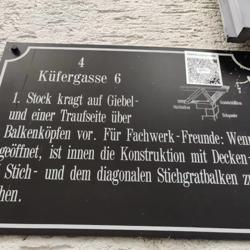 4
Küfergasse 6
1. Stock kragt auf Giebel-
und einer Traufseite über
Balkenköpfen vor. Für Fachwerk-Freunde: Wenn
geöffnet, ist innen die Konstruktion mit Decken-
Stich- und dem diagonalen Stichgratbalken zu
hen.